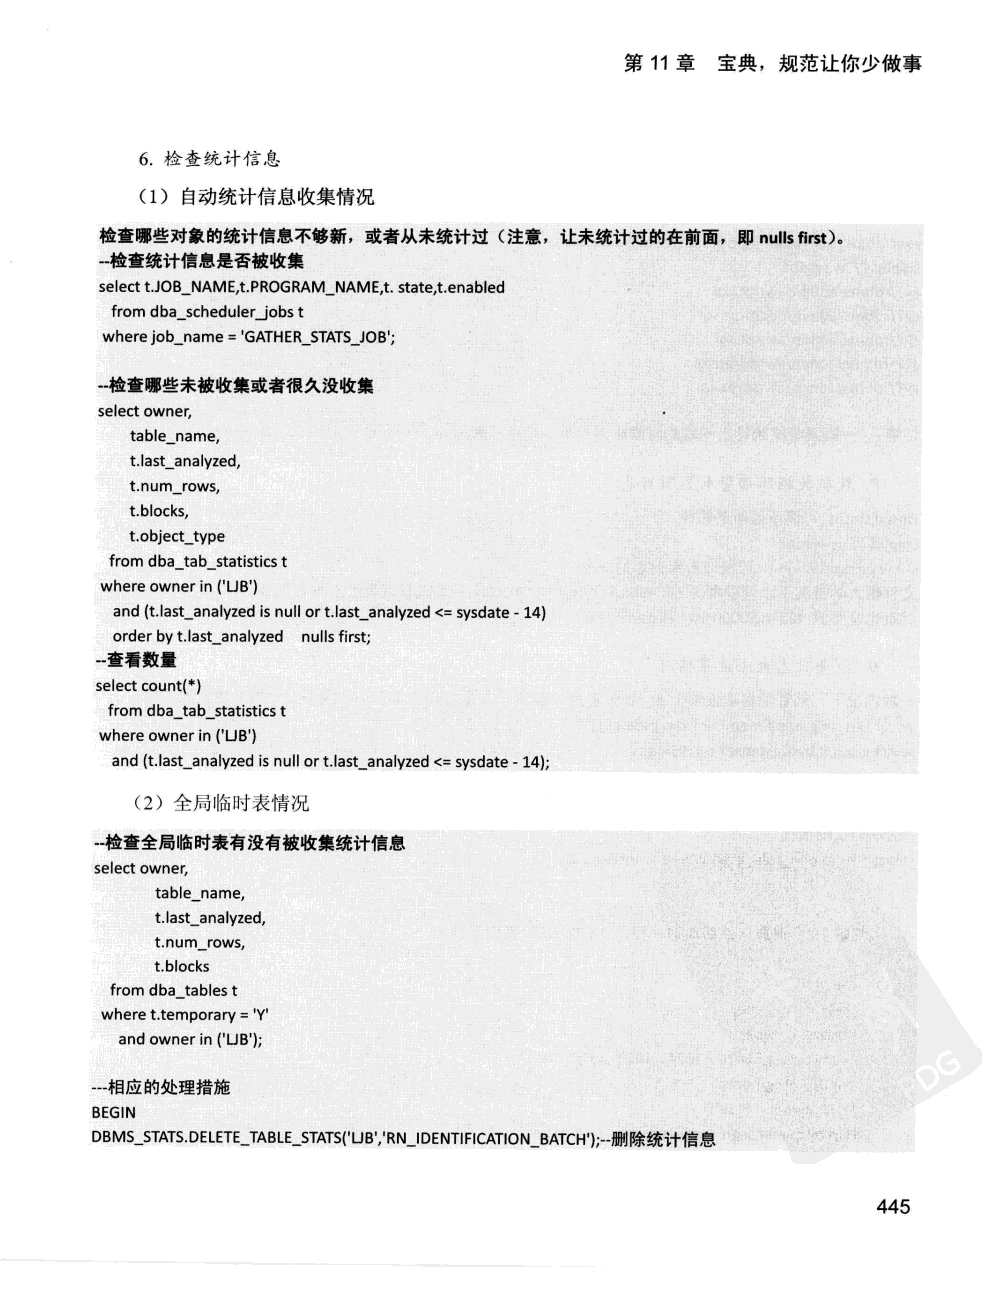 第 11 章 宝典，规范让你少做事
6. 检查统计信息
（1）自动统计信息收集情况
检查哪些对象的统计信息不够新，或者从未统计过（注意，让未统计过的在前面，即 nulls first）。
--检查统计信息是否被收集
select t.JOB_NAME,t.PROGRAM_NAME,t. state,t.enabled
from dba_scheduler_jobs t
where job_name = 'GATHER_STATS_JOB';
--检查哪些未被收集或者很久没收集
select owner,
table_name,
t.last_analyzed,
t.num_rows,
t.blocks,
t.object_type
from dba_tab_statistics t
where owner in ('LJB')
and (t.last_analyzed is null or t.last_analyzed <= sysdate - 14)
order by t.last_analyzed nulls first;
--查看数量
select count(*)
from dba_tab_statistics t
where owner in ('LJB')
and (t.last_analyzed is null or t.last_analyzed <= sysdate - 14);
（2）全局临时表情况
--检查全局临时表有没有被收集统计信息
select owner,
table_name,
t.last_analyzed,
t.num_rows,
t.blocks
from dba_tables t
where t.temporary = 'Y'
and owner in ('LJB');
---相应的处理措施
BEGIN
DBMS_STATS.DELETE_TABLE_STATS('LJB','RN_IDENTIFICATION_BATCH');--删除统计信息
445